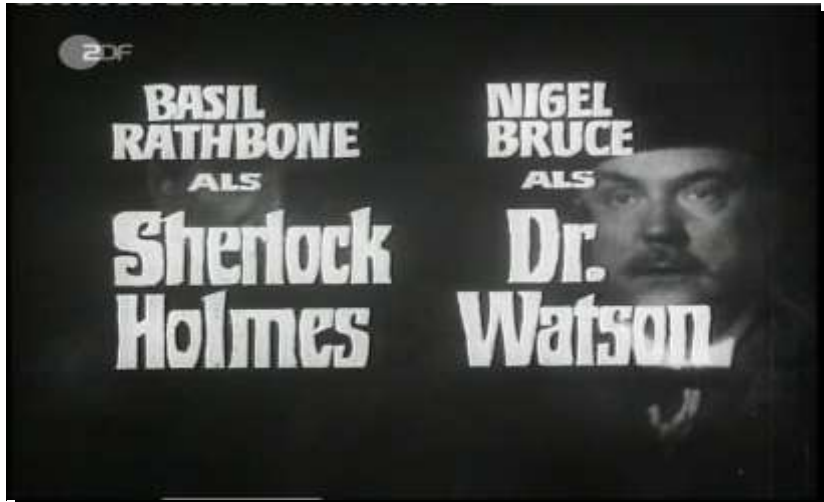 2DF
BASIL
RATHBONE
ALS
Sherlock
Holmes
NIGEL
BRUCE
ALS
Dr.
Watson